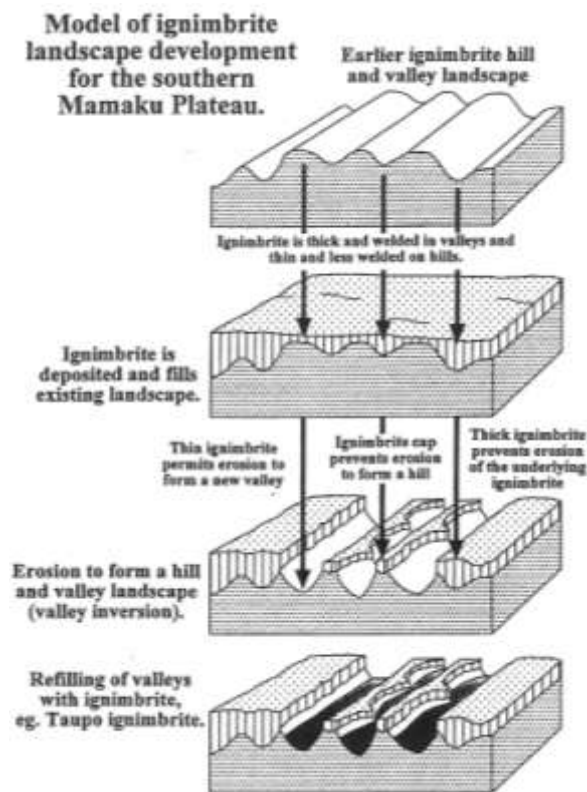 Model of ignimbrite
landscape development
for the southern
Mamaku Plateau.
Earlier ignimbrite hill
and valley landscape
Ignimbrite is thick and welded in valleys and
thin and less welded on hills.
Ignimbrite is
deposited and fills
existing landscape.
Thin ignimbrite
permits erosion to
form a new valley
Ignimbrite cap
prevents erosion
to form a hill
Thick ignimbrite
prevents erosion
of the underlying
ignimbrite
Erosion to form a hill
and valley landscape
(valley inversion).
Refilling of valleys
with ignimbrite,
eg. Taupo ignimbrite.